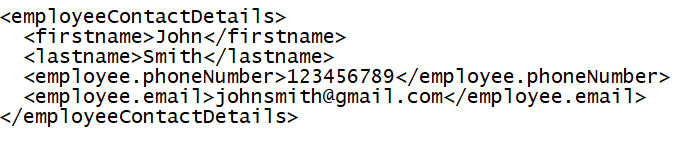 <employeeContactDetails>
  <firstname>John</firstname>
  <lastname>Smith</lastname>
  <employee.phoneNumber>123456789</employee.phoneNumber>
  <employee.email>johnsmith@gmail.com</employee.email>
</employeeContactDetails>